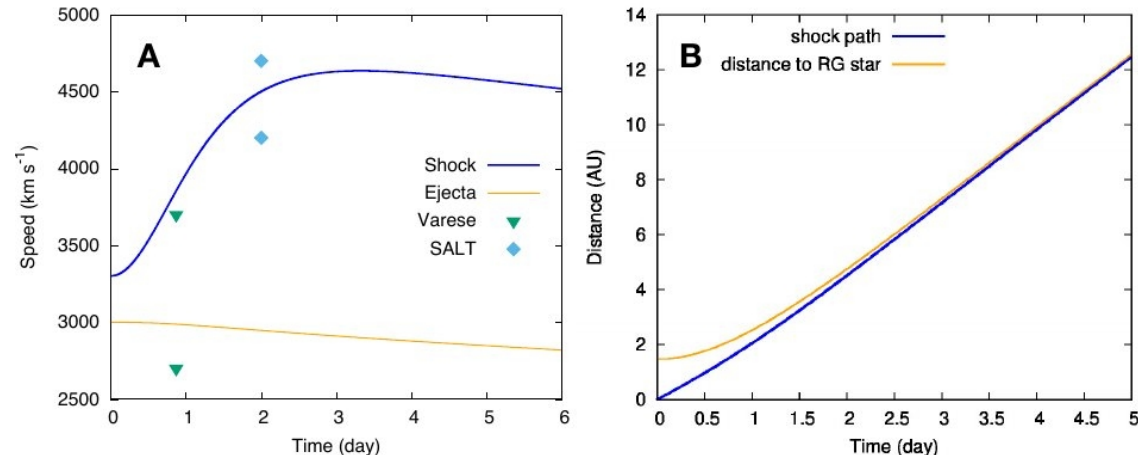 A
5000
4500
4000
3500
3000
2500
Speed (km s⁻¹)
Shock
Ejecta
Varese
SALT
0 1 2 3 4 5 6
Time (day)
B
shock path
distance to RG star
14
12
10
8
6
4
2
0
Distance (AU)
0 0.5 1 1.5 2 2.5 3 3.5 4 4.5 5
Time (day)